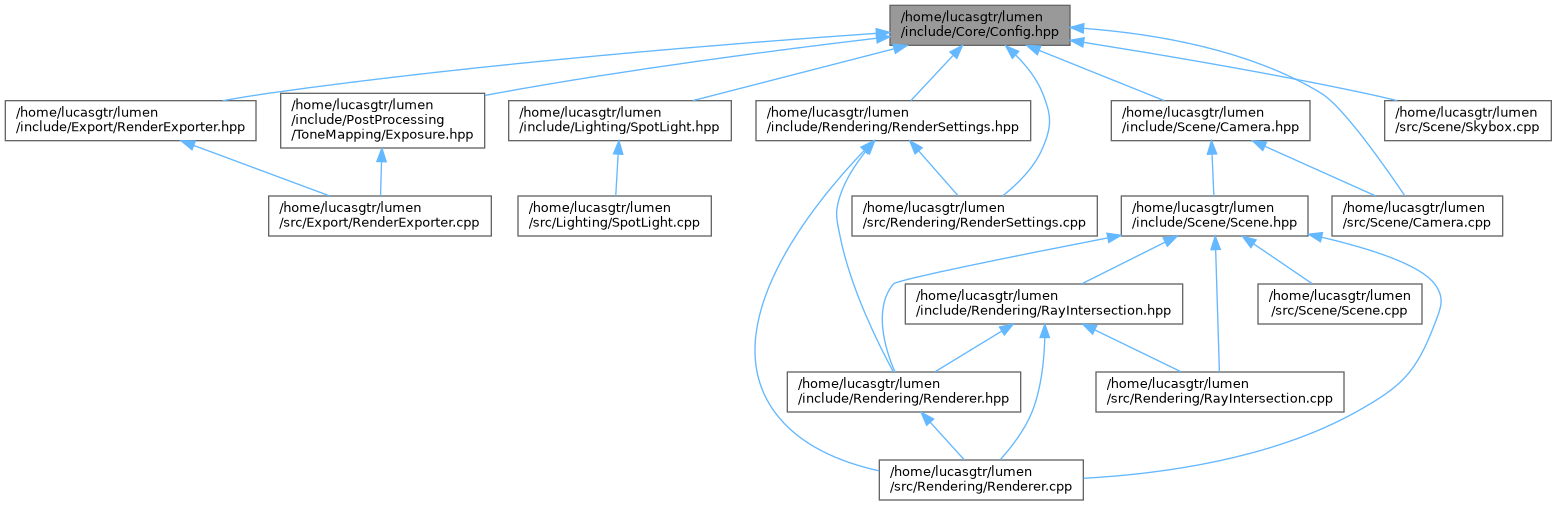 /home/lucasgtr/lumen
/include/Core/Config.hpp
/home/lucasgtr/lumen
/include/Export/RenderExporter.hpp
/home/lucasgtr/lumen
/include/PostProcessing
/ToneMapping/Exposure.hpp
/home/lucasgtr/lumen
/include/Lighting/SpotLight.hpp
/home/lucasgtr/lumen
/include/Rendering/RenderSettings.hpp
/home/lucasgtr/lumen
/include/Scene/Camera.hpp
/home/lucasgtr/lumen
/src/Scene/Skybox.cpp
/home/lucasgtr/lumen
/src/Export/RenderExporter.cpp
/home/lucasgtr/lumen
/src/Lighting/SpotLight.cpp
/home/lucasgtr/lumen
/src/Rendering/RenderSettings.cpp
/home/lucasgtr/lumen
/include/Scene/Scene.hpp
/home/lucasgtr/lumen
/src/Scene/Camera.cpp
/home/lucasgtr/lumen
/include/Rendering/RayIntersection.hpp
/home/lucasgtr/lumen
/src/Scene/Scene.cpp
/home/lucasgtr/lumen
/include/Rendering/Renderer.hpp
/home/lucasgtr/lumen
/src/Rendering/RayIntersection.cpp
/home/lucasgtr/lumen
/src/Rendering/Renderer.cpp